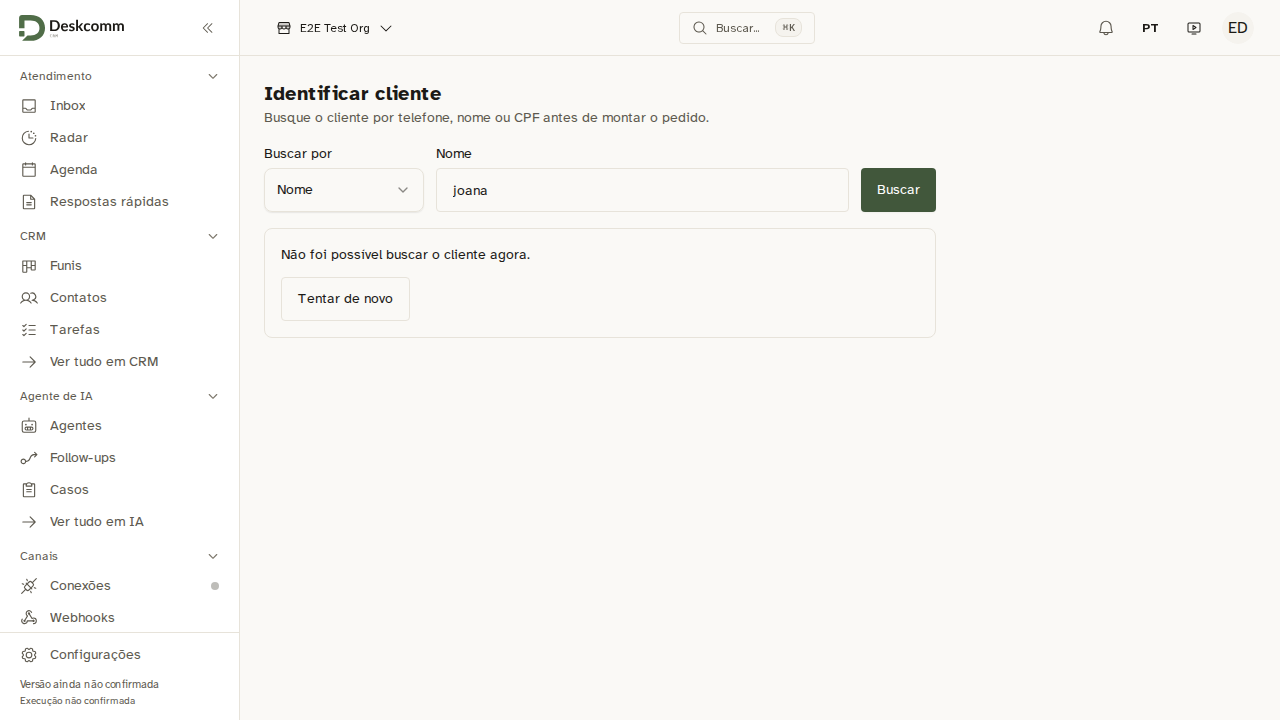 Deskcomm
Atendimento
Inbox
Radar
Agenda
Respostas rápidas
CRM
Funis
Contatos
Tarefas
Ver tudo em CRM
Agente de IA
Agentes
Follow-ups
Casos
Ver tudo em IA
Canais
Conexões
Webhooks
Configurações
Versão ainda não confirmada
Execução não confirmada
E2E Test Org
Buscar...
⌘K
PT
ED
Identificar cliente
Busque o cliente por telefone, nome ou CPF antes de montar o pedido.
Buscar por
Nome
Nome
joana
Buscar
Não foi possível buscar o cliente agora.
Tentar de novo